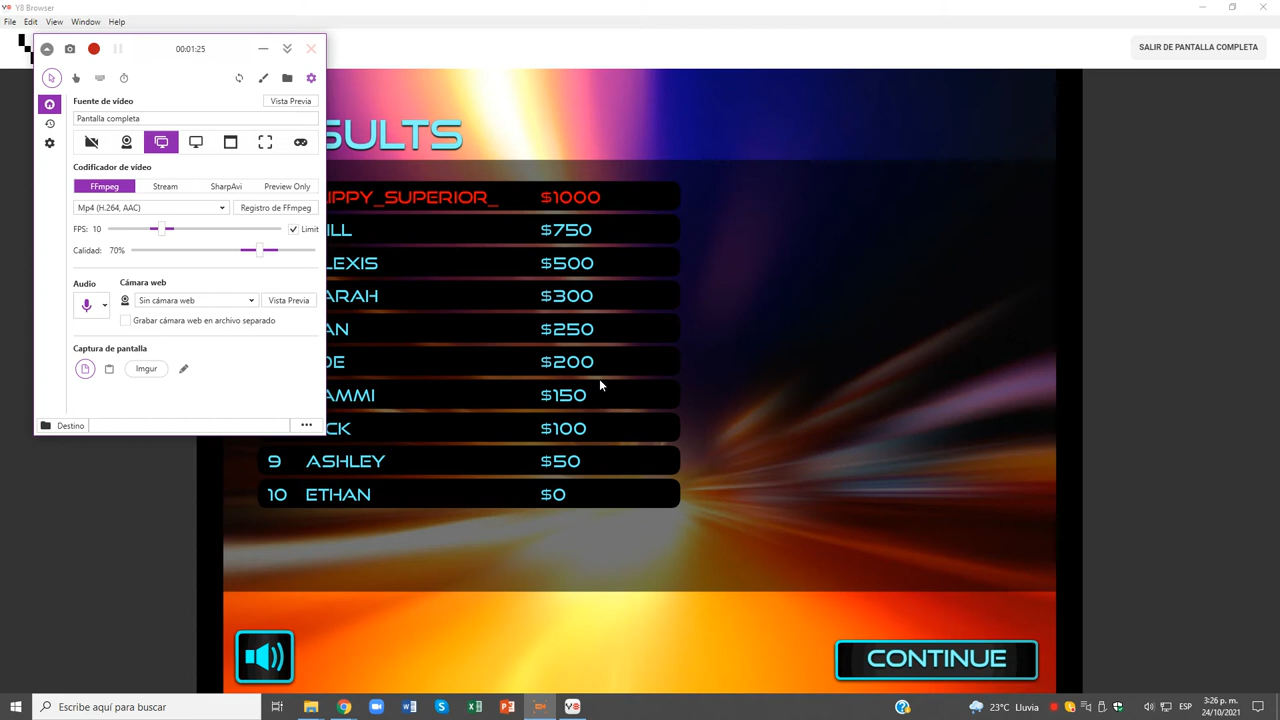 Y8 Browser
File Edit View Window Help
00:01:25
SALIR DE PANTALLA COMPLETA
Fuente de vídeo
Vista Previa
Pantalla completa
Codificador de vídeo
FFmpeg Stream SharpAvi Preview Only
Mp4 (H.264, AAC) Registro de FFmpeg
FPS: 10 Limit
Calidad: 70%
Audio Cámara web
Sin cámara web Vista Previa
Grabar cámara web en archivo separado
Captura de pantalla
Imgur
Destino
SULTS
IPPY_SUPERIOR_ $1000
ILL $750
LEXIS $500
ARAH $300
AN $250
OE $200
AMMI $150
ICK $100
9 ASHLEY $50
10 ETHAN $0
CONTINUE
Escribe aquí para buscar
23°C Lluvia
ESP
3:26 p. m.
24/10/2021